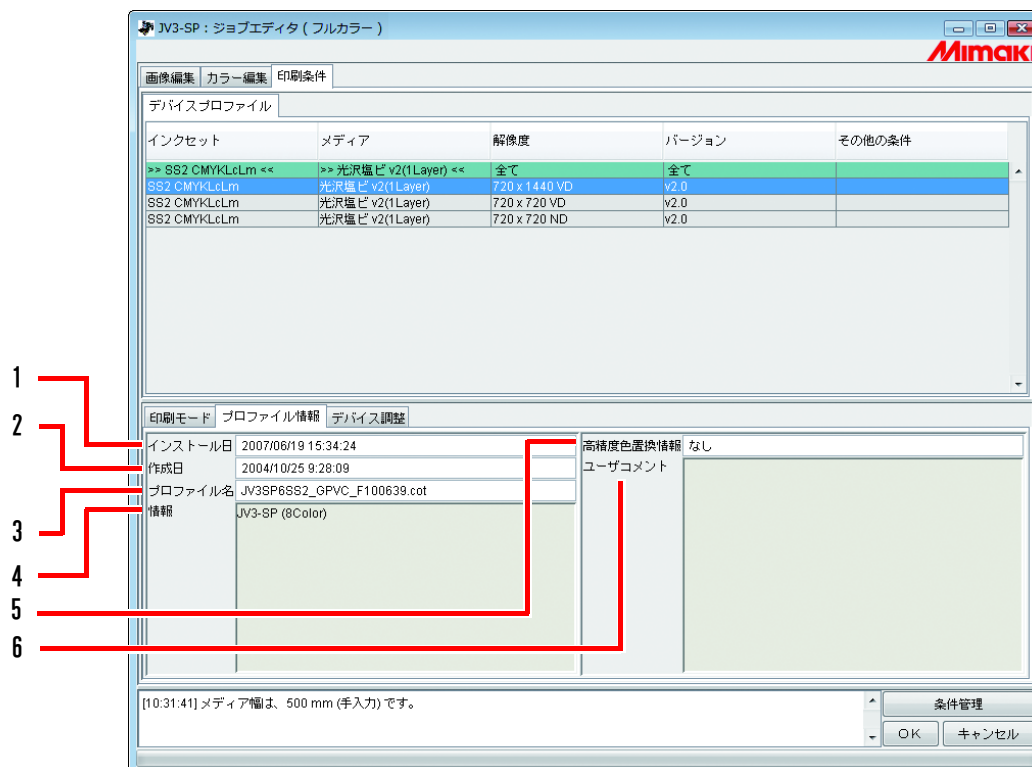 JV3-SP：ジョブエディタ ( フルカラー )
Mimaki
画像編集 カラー編集 印刷条件
デバイスプロファイル
インクセット メディア 解像度 バージョン その他の条件
>> SS2 CMYKLcLm << >> 光沢塩ビ v2(1Layer) << 全て 全て
SS2 CMYKLcLm 光沢塩ビ v2(1Layer) 720 x 1440 VD v2.0
SS2 CMYKLcLm 光沢塩ビ v2(1Layer) 720 x 720 VD v2.0
SS2 CMYKLcLm 光沢塩ビ v2(1Layer) 720 x 720 ND v2.0
印刷モード プロファイル情報 デバイス調整
1 インストール日 2007/06/19 15:34:24 高精度色置換情報 なし
2 作成日 2004/10/25 9:28:09 ユーザコメント
3 プロファイル名 JV3SP6SS2_GPVC_F100639.cot
4 情報 JV3-SP (8Color)
5
6
[10:31:41] メディア幅は、500 mm (手入力) です。 条件管理
OK キャンセル